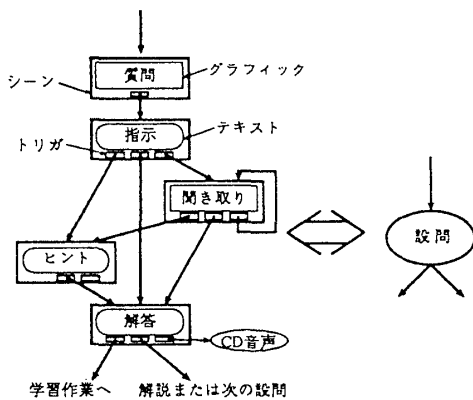 質問
グラフィック
シーン
指示
テキスト
トリガ
聞き取り
設問
ヒント
解答
CD音声
学習作業へ
解説または次の設問